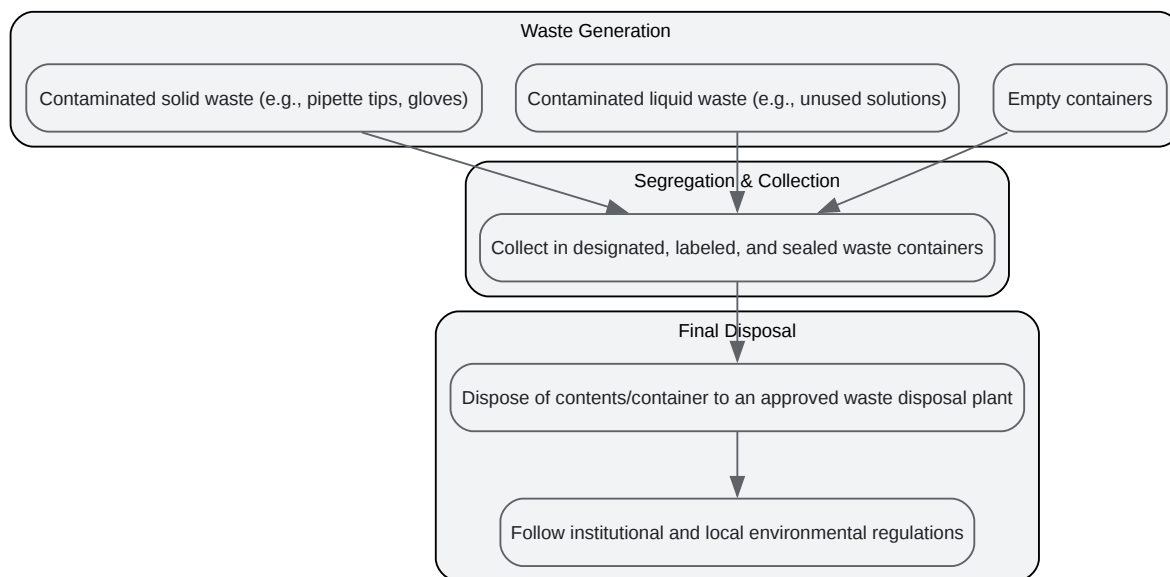 Waste Generation
Contaminated solid waste (e.g., pipette tips, gloves)
Contaminated liquid waste (e.g., unused solutions)
Empty containers
Segregation & Collection
Collect in designated, labeled, and sealed waste containers
Final Disposal
Dispose of contents/container to an approved waste disposal plant
Follow institutional and local environmental regulations